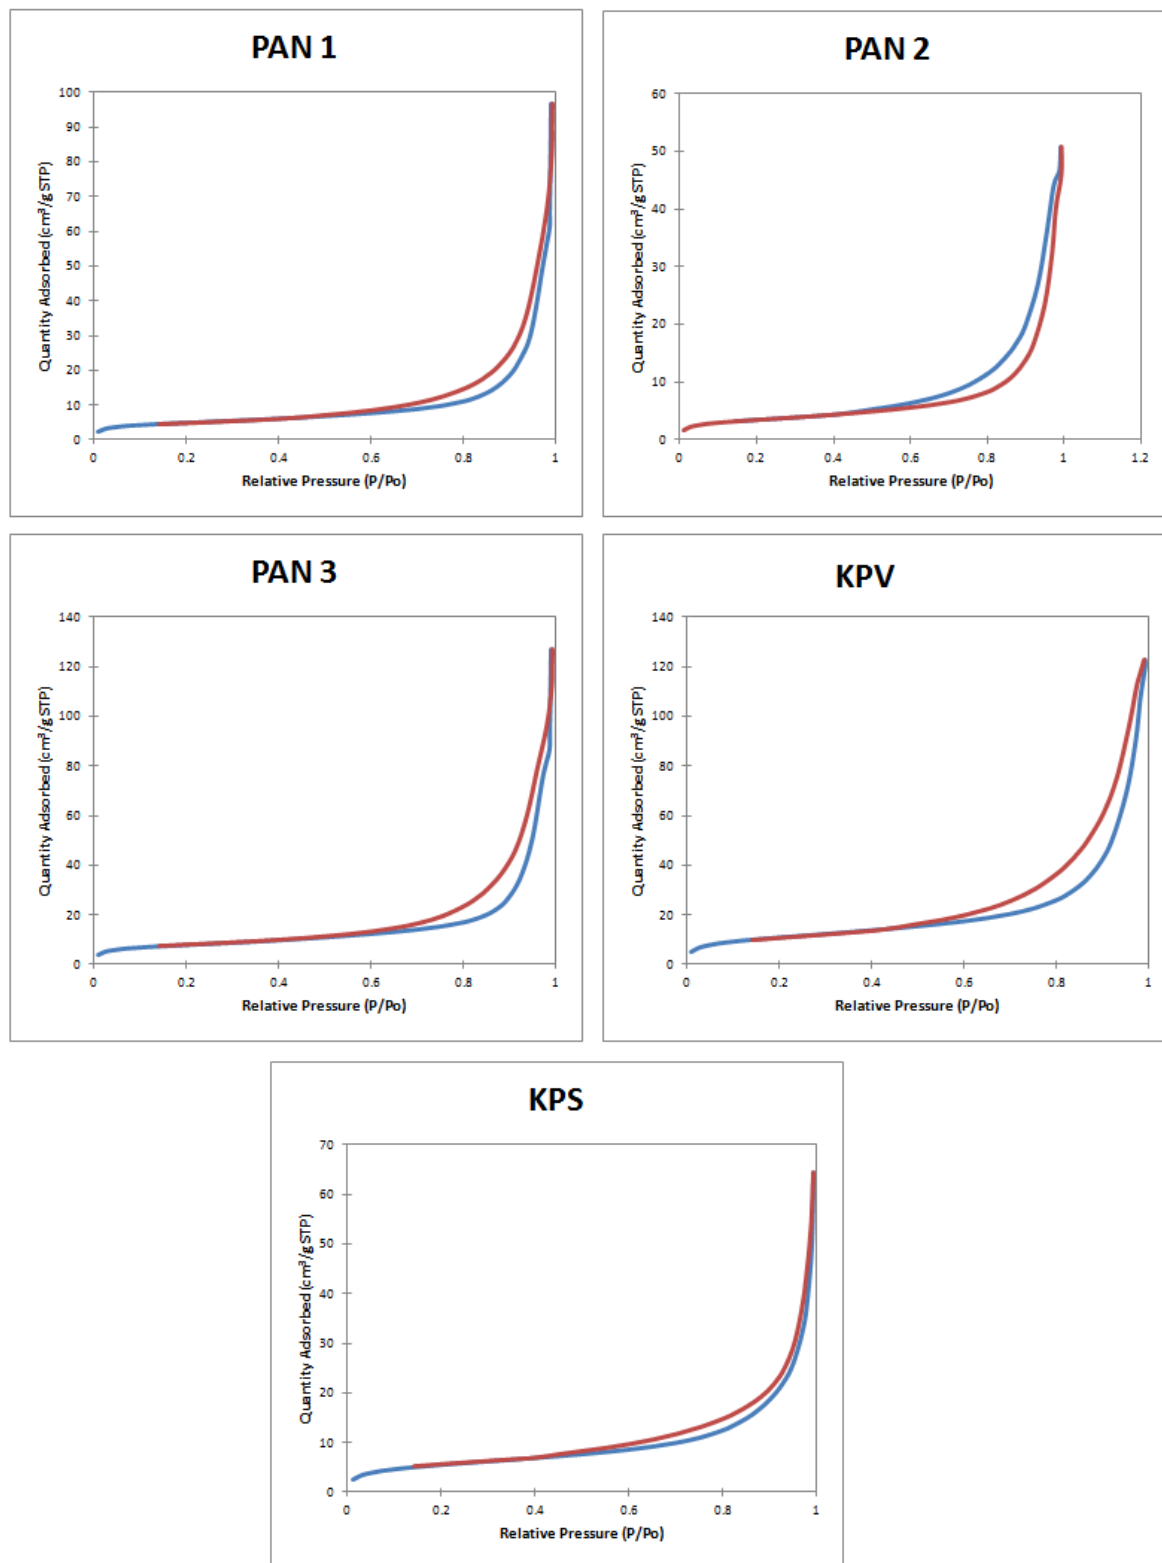 PAN 1
100
90
80
70
60
50
40
30
20
10
0
Quantity Adsorbed (cm³/g STP)
0 0.2 0.4 0.6 0.8 1
Relative Pressure (P/Po)
PAN 2
60
50
40
30
20
10
0
Quantity Adsorbed (cm³/g STP)
0 0.2 0.4 0.6 0.8 1 1.2
Relative Pressure (P/Po)
PAN 3
140
120
100
80
60
40
20
0
Quantity Adsorbed (cm³/g STP)
0 0.2 0.4 0.6 0.8 1
Relative Pressure (P/Po)
KPV
140
120
100
80
60
40
20
0
Quantity Adsorbed (cm³/g STP)
0 0.2 0.4 0.6 0.8 1
Relative Pressure (P/Po)
KPS
70
60
50
40
30
20
10
0
Quantity Adsorbed (cm³/g STP)
0 0.2 0.4 0.6 0.8 1
Relative Pressure (P/Po)